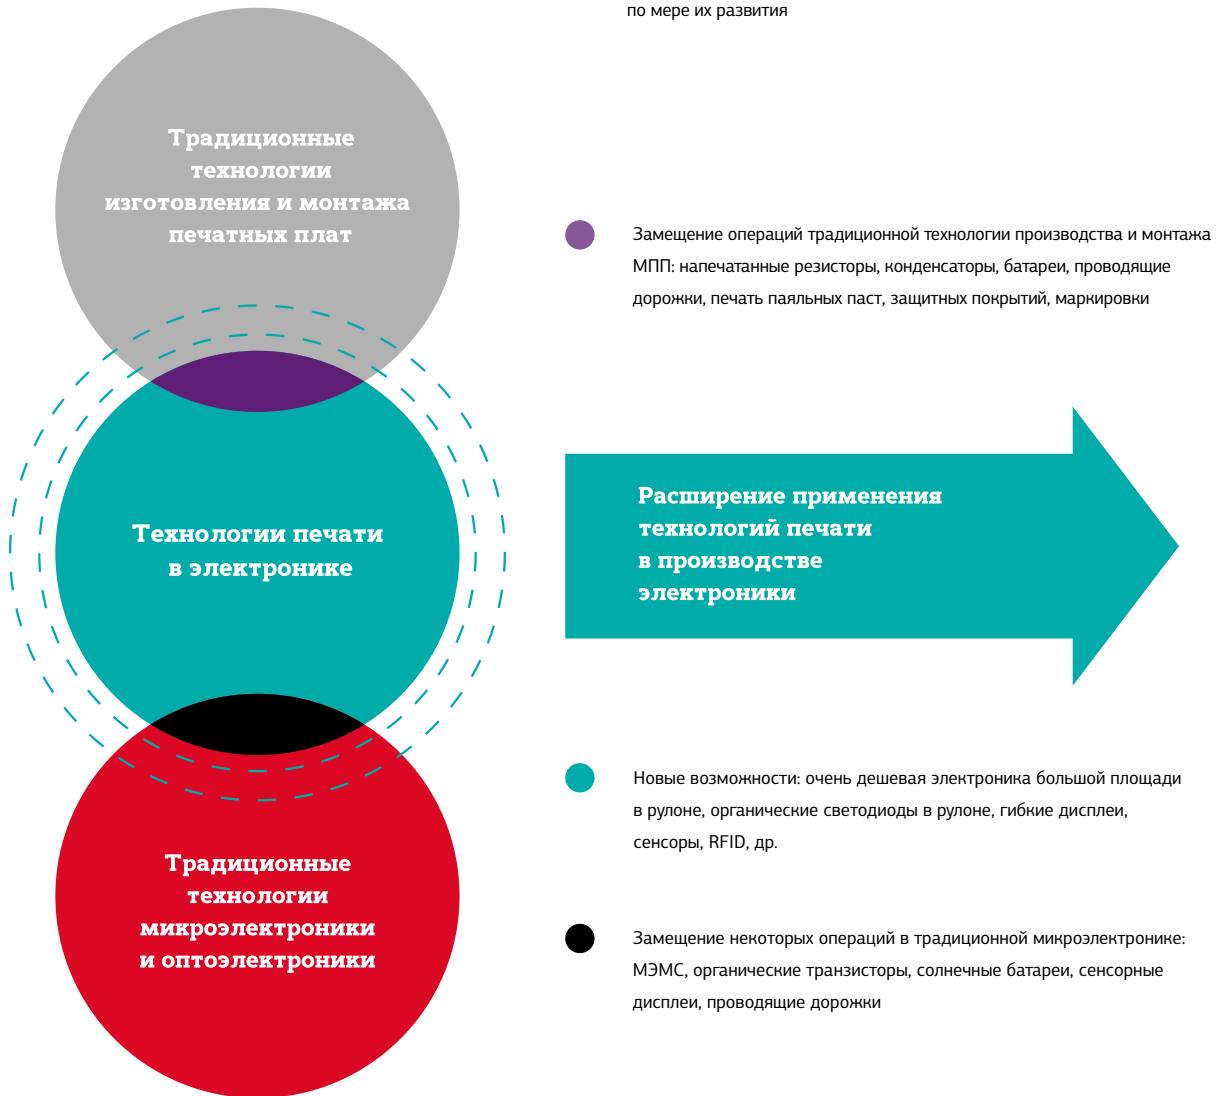 по мере их развития
Традиционные
технологии
изготовления и монтажа
печатных плат
Замещение операций традиционной технологии производства и монтажа
МПП: напечатанные резисторы, конденсаторы, батареи, проводящие
дорожки, печать паяльных паст, защитных покрытий, маркировки
Технологии печати
в электронике
Расширение применения
технологий печати
в производстве
электроники
Новые возможности: очень дешевая электроника большой площади
в рулоне, органические светодиоды в рулоне, гибкие дисплеи,
сенсоры, RFID, др.
Традиционные
технологии
микроэлектроники
и оптоэлектроники
Замещение некоторых операций в традиционной микроэлектронике:
МЭМС, органические транзисторы, солнечные батареи, сенсорные
дисплеи, проводящие дорожки